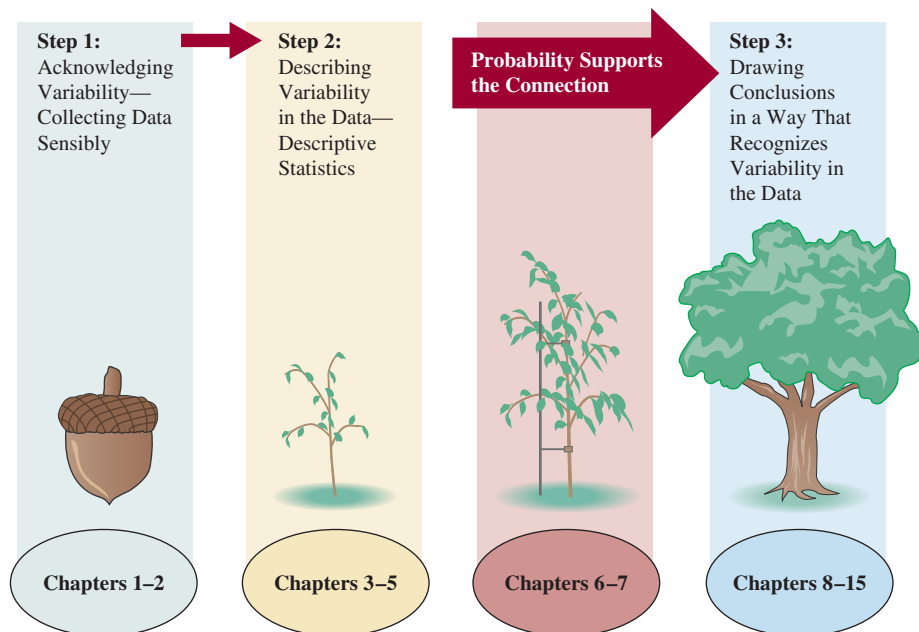 Step 1:
Acknowledging
Variability—
Collecting Data
Sensibly
Step 2:
Describing
Variability
in the Data—
Descriptive
Statistics
Probability Supports
the Connection
Step 3:
Drawing
Conclusions
in a Way That
Recognizes
Variability in
the Data
Chapters 1–2
Chapters 3–5
Chapters 6–7
Chapters 8–15